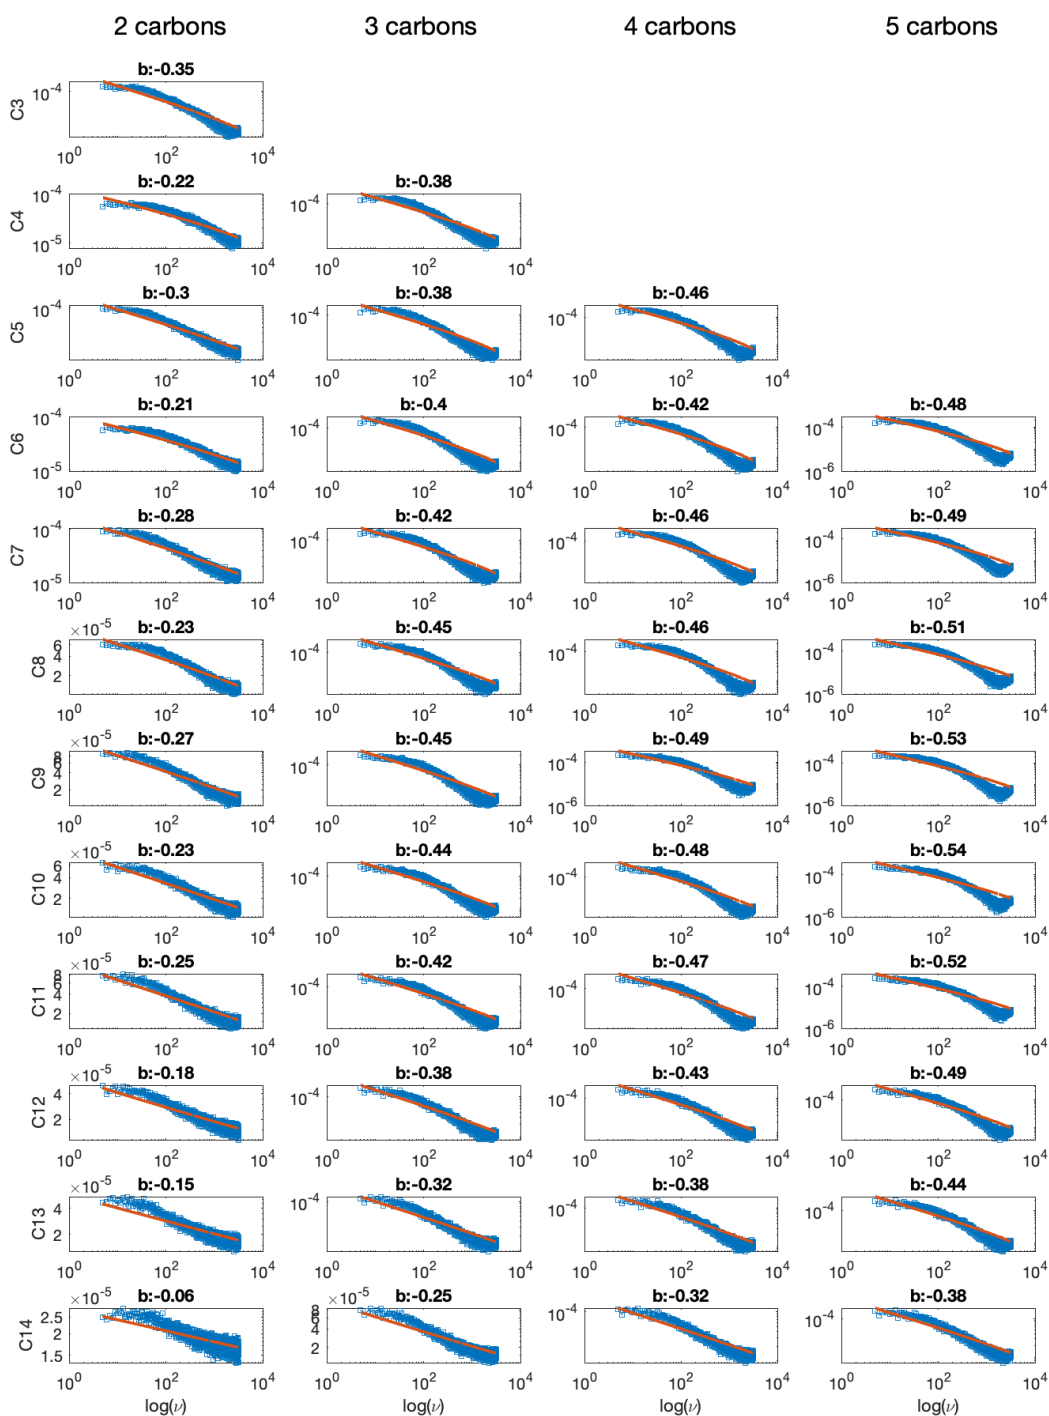 2 carbons 3 carbons 4 carbons 5 carbons
b:-0.35
C3
10^-4
10^0 10^2 10^4
b:-0.22 b:-0.38
C4
10^-4 10^-4
10^-5
10^0 10^2 10^4 10^0 10^2 10^4
b:-0.3 b:-0.38 b:-0.46
C5
10^-4 10^-4 10^-4
10^0 10^2 10^4 10^0 10^2 10^4 10^0 10^2 10^4
b:-0.21 b:-0.4 b:-0.42 b:-0.48
C6
10^-4 10^-4 10^-4 10^-4
10^-5 10^-6
10^0 10^2 10^4 10^0 10^2 10^4 10^0 10^2 10^4 10^0 10^2 10^4
b:-0.28 b:-0.42 b:-0.46 b:-0.49
C7
10^-4 10^-4 10^-4 10^-4
10^-5 10^-6
10^0 10^2 10^4 10^0 10^2 10^4 10^0 10^2 10^4 10^0 10^2 10^4
×10^-5 b:-0.23 b:-0.45 b:-0.46 b:-0.51
C8
6 10^-4 10^-4 10^-4
4
2 10^-6
10^0 10^2 10^4 10^0 10^2 10^4 10^0 10^2 10^4 10^0 10^2 10^4
×10^-5 b:-0.27 b:-0.45 b:-0.49 b:-0.53
C9
8 10^-4 10^-4 10^-4
6
4
2 10^-6 10^-6
10^0 10^2 10^4 10^0 10^2 10^4 10^0 10^2 10^4 10^0 10^2 10^4
×10^-5 b:-0.23 b:-0.44 b:-0.48 b:-0.54
C10
6 10^-4 10^-4 10^-4
4
2 10^-6
10^0 10^2 10^4 10^0 10^2 10^4 10^0 10^2 10^4 10^0 10^2 10^4
×10^-5 b:-0.25 b:-0.42 b:-0.47 b:-0.52
C11
8 10^-4 10^-4 10^-4
6
4
2 10^-6
10^0 10^2 10^4 10^0 10^2 10^4 10^0 10^2 10^4 10^0 10^2 10^4
×10^-5 b:-0.18 b:-0.38 b:-0.43 b:-0.49
C12
4 10^-4 10^-4 10^-4
2
10^0 10^2 10^4 10^0 10^2 10^4 10^0 10^2 10^4 10^0 10^2 10^4
×10^-5 b:-0.15 b:-0.32 b:-0.38 b:-0.44
C13
4 10^-4 10^-4 10^-4
2
10^0 10^2 10^4 10^0 10^2 10^4 10^0 10^2 10^4 10^0 10^2 10^4
×10^-5 b:-0.06 ×10^-5 b:-0.25 b:-0.32 b:-0.38
C14
2.5 8 10^-4 10^-4
6
2 4
1.5 2
10^0 10^2 10^4 10^0 10^2 10^4 10^0 10^2 10^4 10^0 10^2 10^4
log(ν) log(ν) log(ν) log(ν)